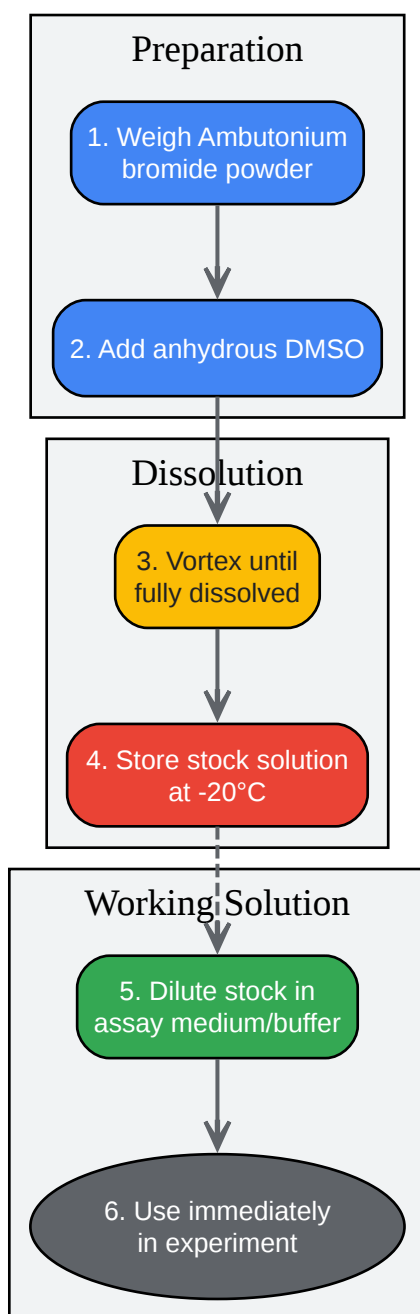 Preparation
1. Weigh Ambutonium
bromide powder
2. Add anhydrous DMSO
Dissolution
3. Vortex until
fully dissolved
4. Store stock solution
at -20°C
Working Solution
5. Dilute stock in
assay medium/buffer
6. Use immediately
in experiment